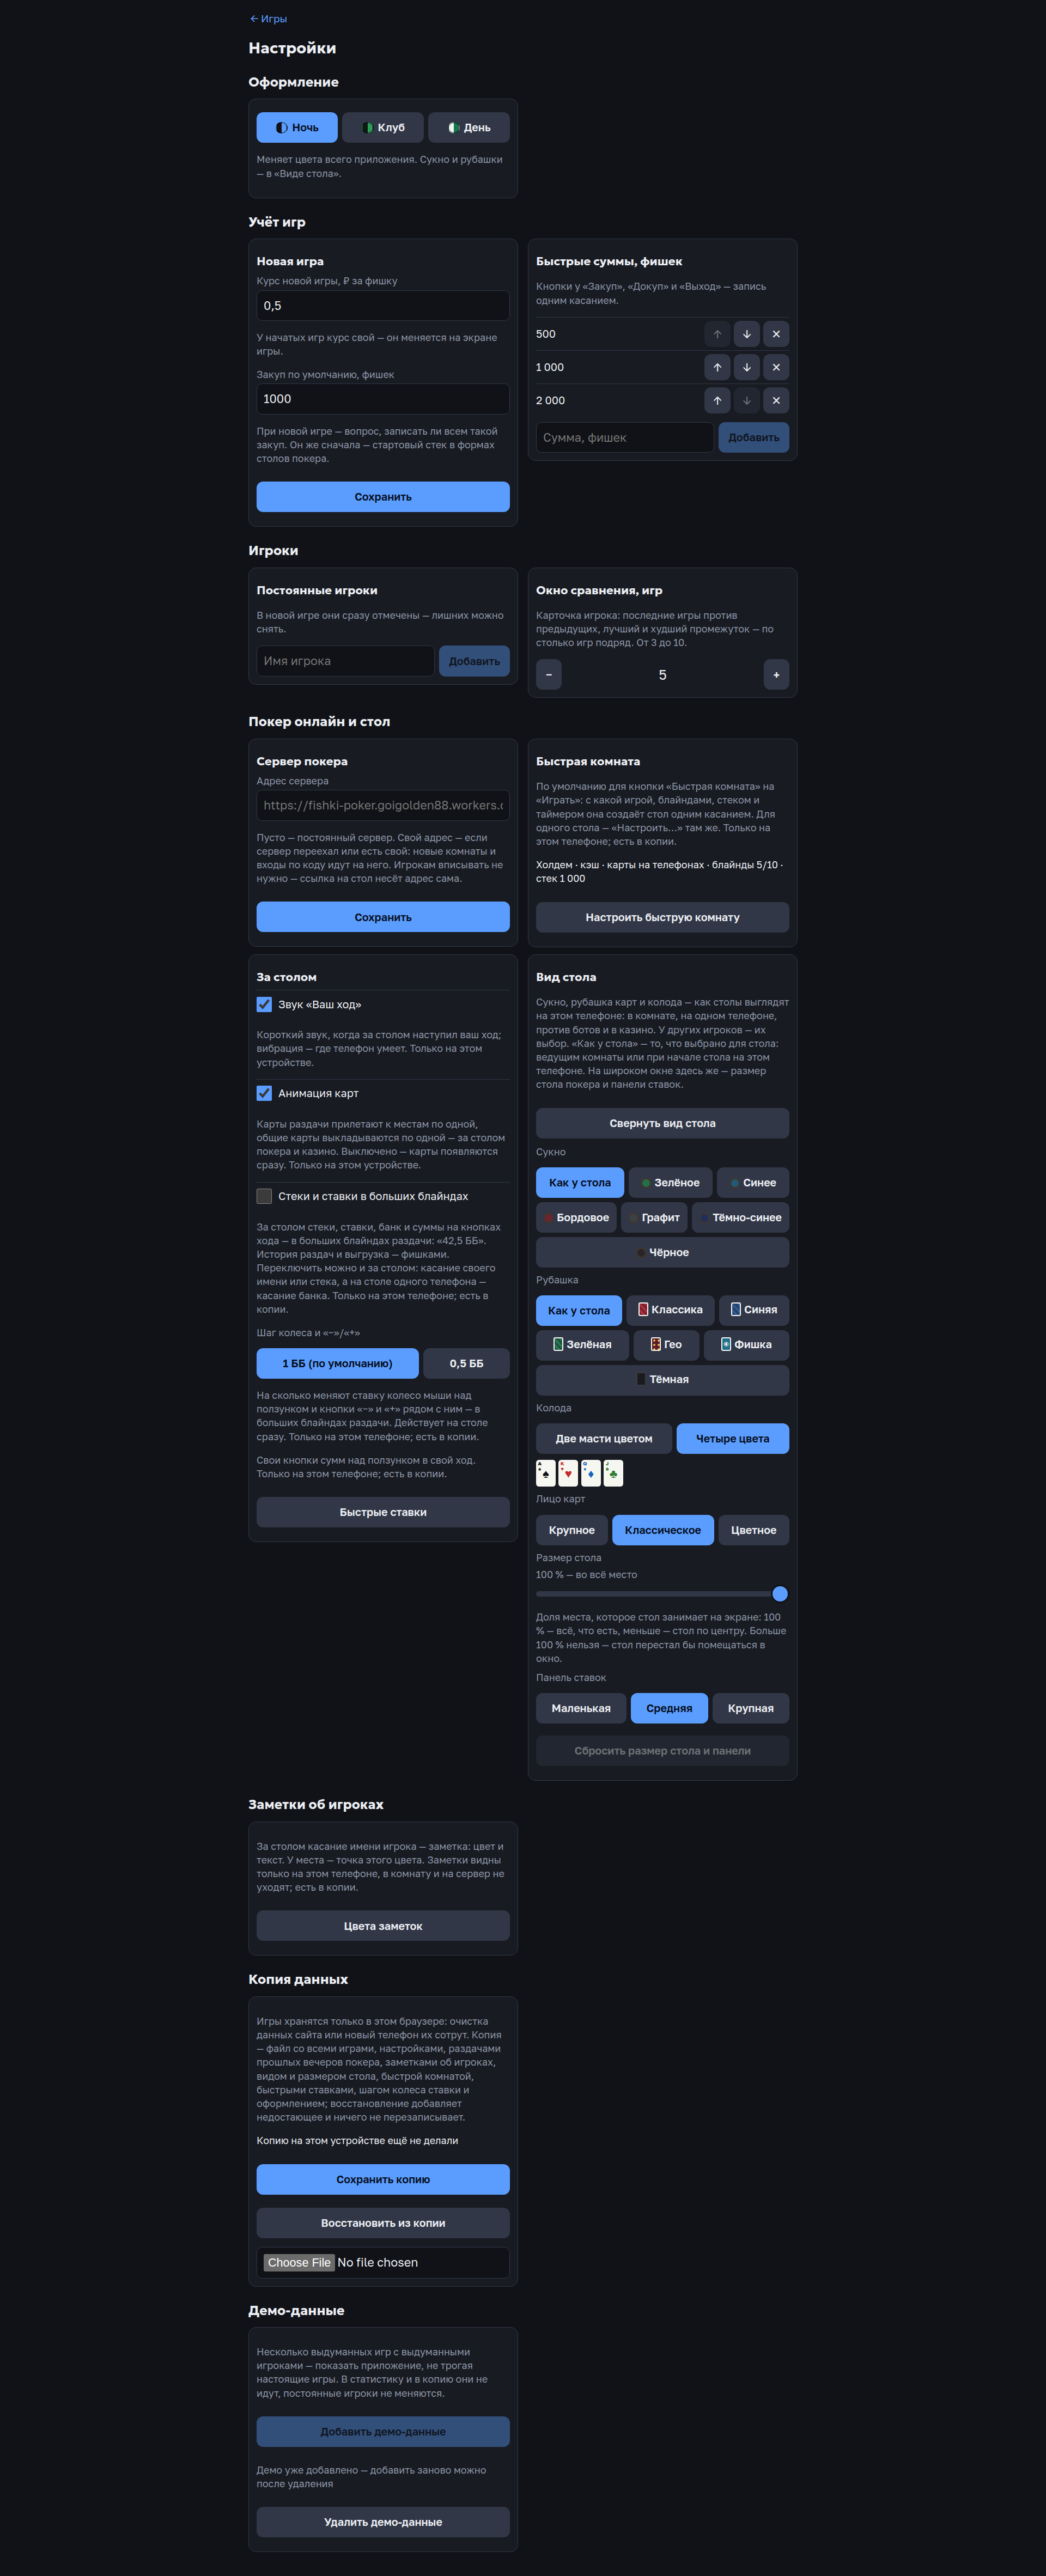 ← Игры
Настройки
Оформление
Ночь
Клуб
День
Меняет цвета всего приложения. Сукно и рубашки
— в «Виде стола».
Учёт игр
Новая игра
Курс новой игры, ₽ за фишку
0,5
У начатых игр курс свой — он меняется на экране
игры.
Закуп по умолчанию, фишек
1000
При новой игре — вопрос, записать ли всем такой
закуп. Он же сначала — стартовый стек в формах
столов покера.
Сохранить
Быстрые суммы, фишек
Кнопки у «Закуп», «Докуп» и «Выход» — запись
одним касанием.
500 ↑ ↓ ×
1 000 ↑ ↓ ×
2 000 ↑ ↓ ×
Сумма, фишек
Добавить
Игроки
Постоянные игроки
В новой игре они сразу отмечены — лишних можно
снять.
Имя игрока
Добавить
Окно сравнения, игр
Карточка игрока: последние игры против
предыдущих, лучший и худший промежуток — по
столько игр подряд. От 3 до 10.
− 5 +
Покер онлайн и стол
Сервер покера
Адрес сервера
https://fishki-poker.goigolden88.workers.c
Пусто — постоянный сервер. Свой адрес — если
сервер переехал или есть свой: новые комнаты и
входы по коду идут на него. Игрокам вписывать не
нужно — ссылка на стол несёт адрес сама.
Сохранить
Быстрая комната
По умолчанию для кнопки «Быстрая комната» на
«Играть»: с какой игрой, блайндами, стеком и
таймером она создаёт стол одним касанием. Для
одного стола — «Настроить…» там же. Только на
этом телефоне; есть в копии.
Холдем · кэш · карты на телефонах · блайнды 5/10 ·
стек 1 000
Настроить быструю комнату
За столом
Звук «Ваш ход»
Короткий звук, когда за столом наступил ваш ход;
вибрация — где телефон умеет. Только на этом
устройстве.
Анимация карт
Карты раздачи прилетают к местам по одной,
общие карты выкладываются по одной — за столом
покера и казино. Выключено — карты появляются
сразу. Только на этом устройстве.
Стеки и ставки в больших блайндах
За столом стеки, ставки, банк и суммы на кнопках
хода — в больших блайндах раздачи: «42,5 ББ».
История раздач и выгрузка — фишками.
Переключить можно и за столом: касание своего
имени или стека, а на столе одного телефона —
касание банка. Только на этом телефоне; есть в
копии.
Шаг колеса и «−»/«+»
1 ББ (по умолчанию)
0,5 ББ
На сколько меняют ставку колесо мыши над
ползунком и кнопки «−» и «+» рядом с ним — в
больших блайндах раздачи. Действует на столе
сразу. Только на этом телефоне; есть в копии.
Свои кнопки сумм над ползунком в свой ход.
Только на этом телефоне; есть в копии.
Быстрые ставки
Вид стола
Сукно, рубашка карт и колода — как столы выглядят
на этом телефоне: в комнате, на одном телефоне,
против ботов и в казино. У других игроков — их
выбор. «Как у стола» — то, что выбрано для стола:
ведущим комнаты или при начале стола на этом
телефоне. На широком окне здесь же — размер
стола покера и панели ставок.
Свернуть вид стола
Сукно
Как у стола
Зелёное
Синее
Бордовое
Графит
Тёмно-синее
Чёрное
Рубашка
Как у стола
Классика
Синяя
Зелёная
Гео
Фишка
Тёмная
Колода
Две масти цветом
Четыре цвета
Лицо карт
Крупное
Классическое
Цветное
Размер стола
100 % — во всё место
Доля места, которое стол занимает на экране: 100
% — всё, что есть, меньше — стол по центру. Больше
100 % нельзя — стол перестал бы помещаться в
окно.
Панель ставок
Маленькая
Средняя
Крупная
Сбросить размер стола и панели
Заметки об игроках
За столом касание имени игрока — заметка: цвет и
текст. У места — точка этого цвета. Заметки видны
только на этом телефоне, в комнату и на сервер не
уходят; есть в копии.
Цвета заметок
Копия данных
Игры хранятся только в этом браузере: очистка
данных сайта или новый телефон их сотрут. Копия
— файл со всеми играми, настройками, раздачами
прошлых вечеров покера, заметками об игроках,
видом и размером стола, быстрой комнатой,
быстрыми ставками, шагом колеса ставки и
оформлением; восстановление добавляет
недостающее и ничего не перезаписывает.
Копию на этом устройстве ещё не делали
Сохранить копию
Восстановить из копии
Choose File No file chosen
Демо-данные
Несколько выдуманных игр с выдуманными
игроками — показать приложение, не трогая
настоящие игры. В статистику и в копию они не
идут, постоянные игроки не меняются.
Добавить демо-данные
Демо уже добавлено — добавить заново можно
после удаления
Удалить демо-данные